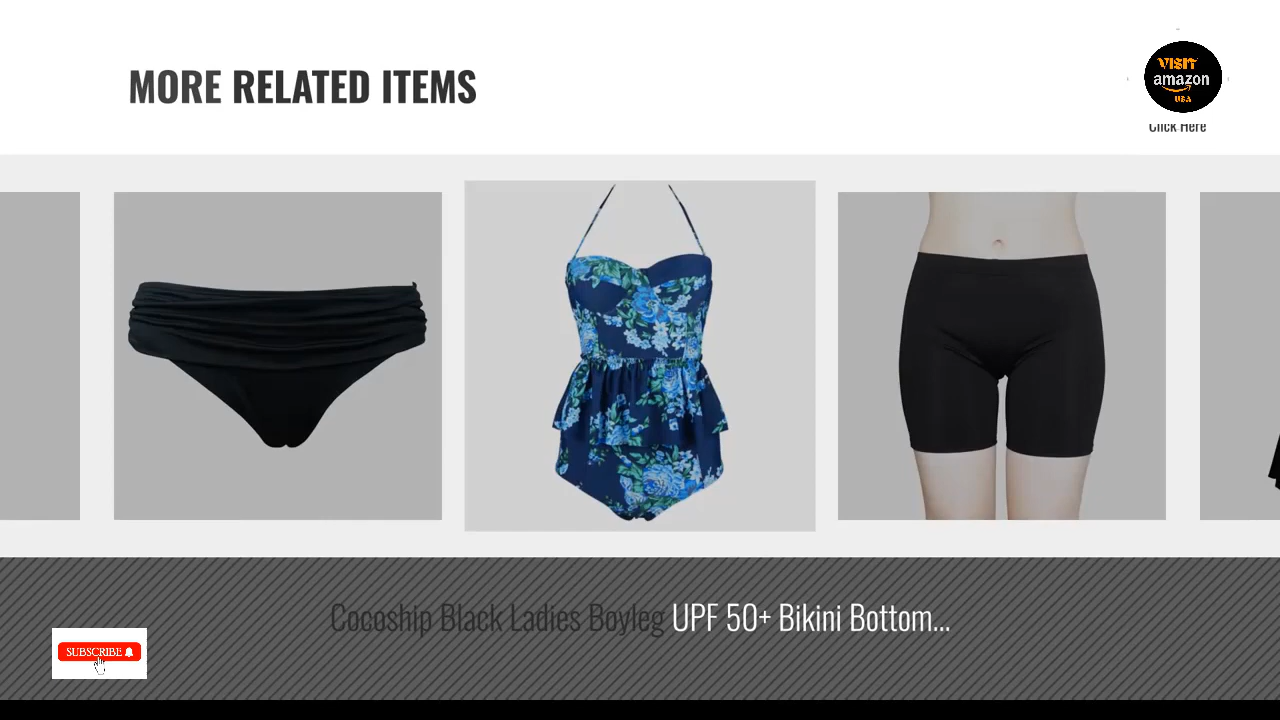 MORE RELATED ITEMS
VISIT
amazon
USA
Click Here
Cocoship Black Ladies Boyleg UPF 50+ Bikini Bottom...
SUBSCRIBE